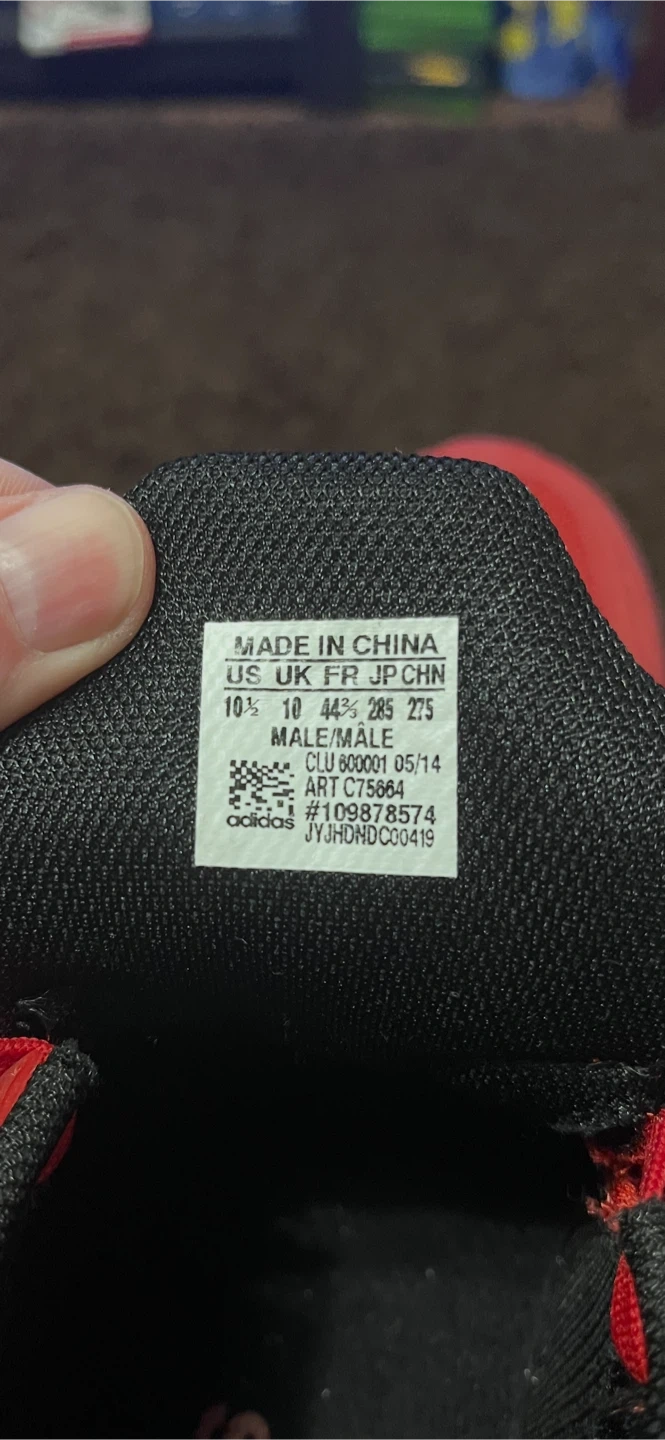 MADE IN CHINA
US UK FR JP CHN
10½ 10 44⅔ 285 275
MALE/MÂLE
CLU 600001 05/14
ART C75664
#109878574
adidas
JYJHDNDC00419